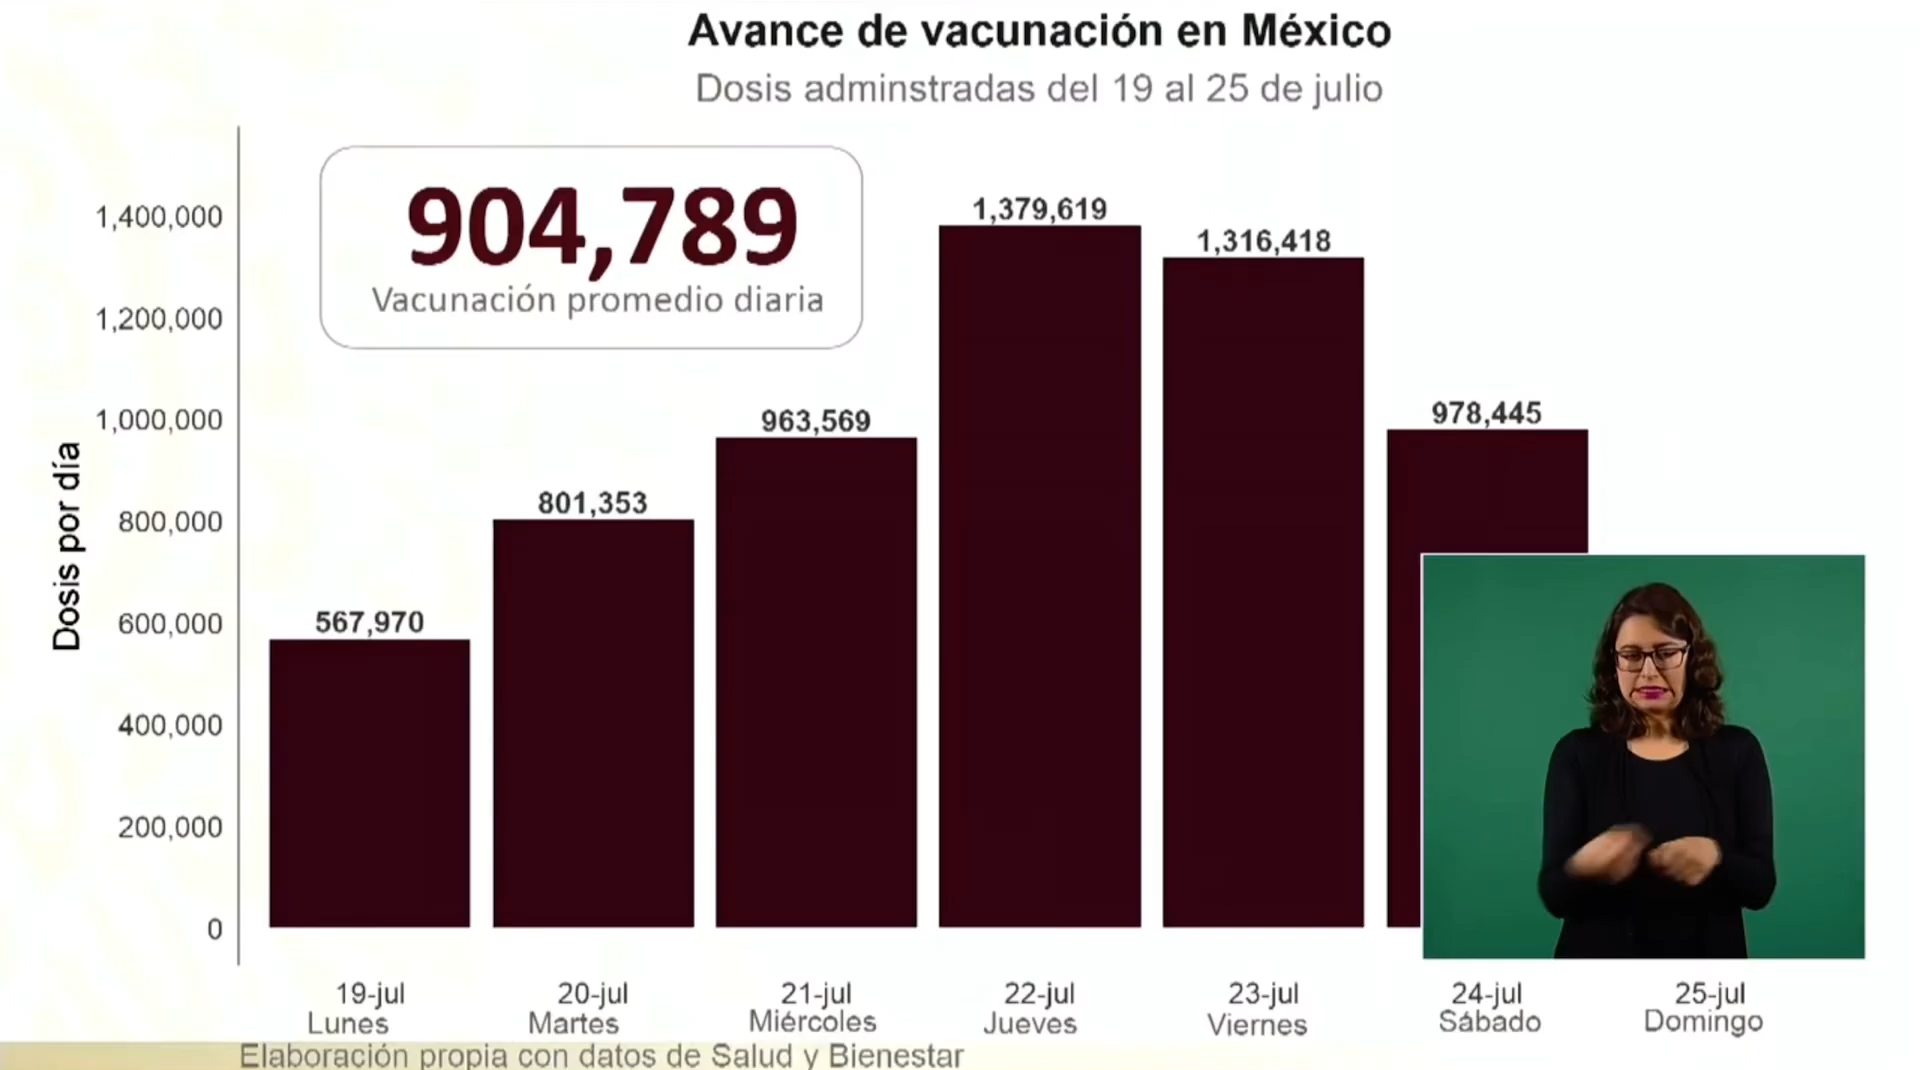 Avance de vacunación en México
Dosis adminstradas del 19 al 25 de julio
904,789
Vacunación promedio diaria
Dosis por día
1,400,000
1,200,000
1,000,000
800,000
600,000
400,000
200,000
0
567,970
801,353
963,569
1,379,619
1,316,418
978,445
19-jul 20-jul 21-jul 22-jul 23-jul 24-jul 25-jul
Lunes Martes Miércoles Jueves Viernes Sábado Domingo
Elaboración propia con datos de Salud y Bienestar